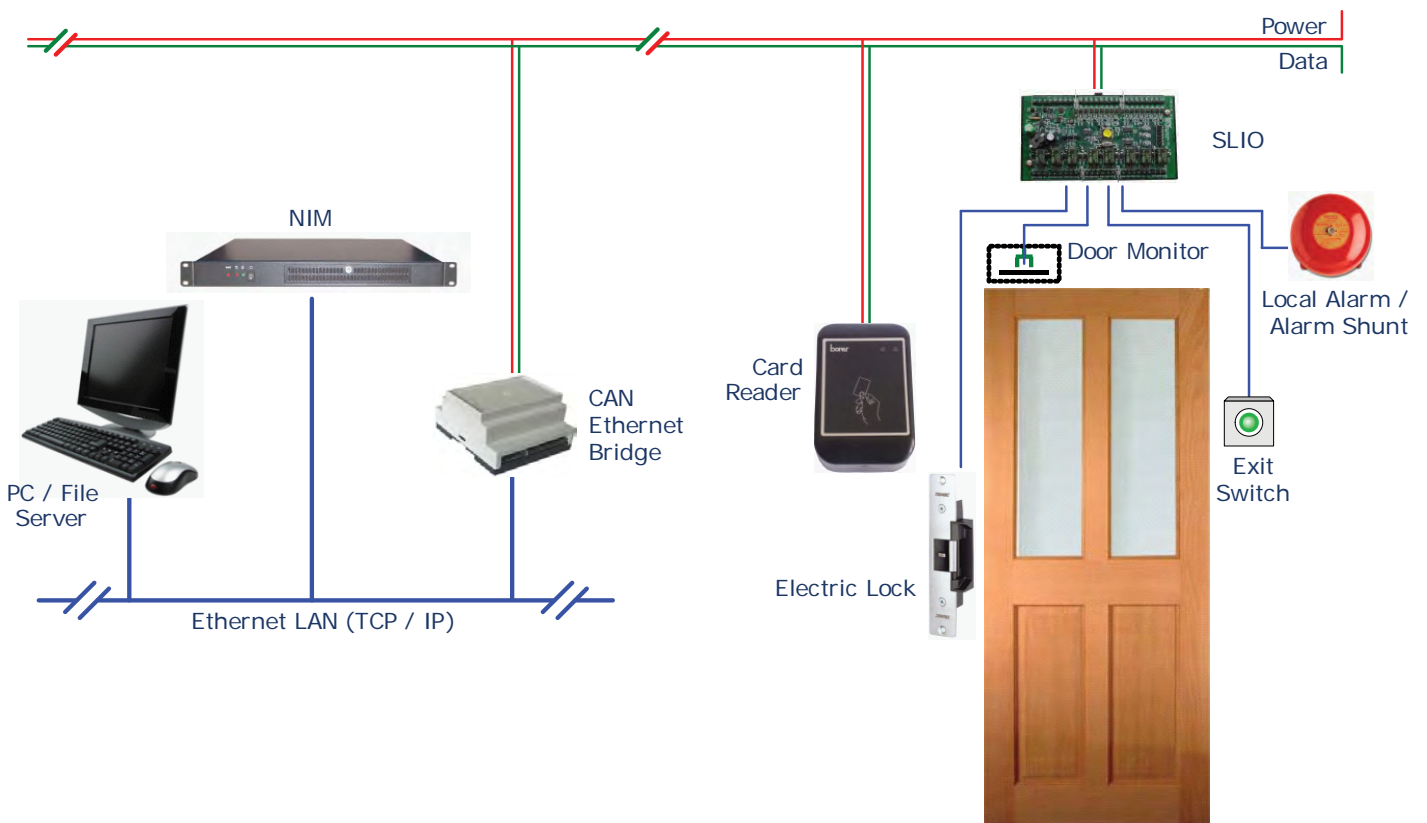 Power
Data
SLIO
NIM
Door Monitor
Local Alarm /
Alarm Shunt
borer
Card
Reader
CAN
Ethernet
Bridge
PC / File
Server
Exit
Switch
Electric Lock
Ethernet LAN (TCP / IP)